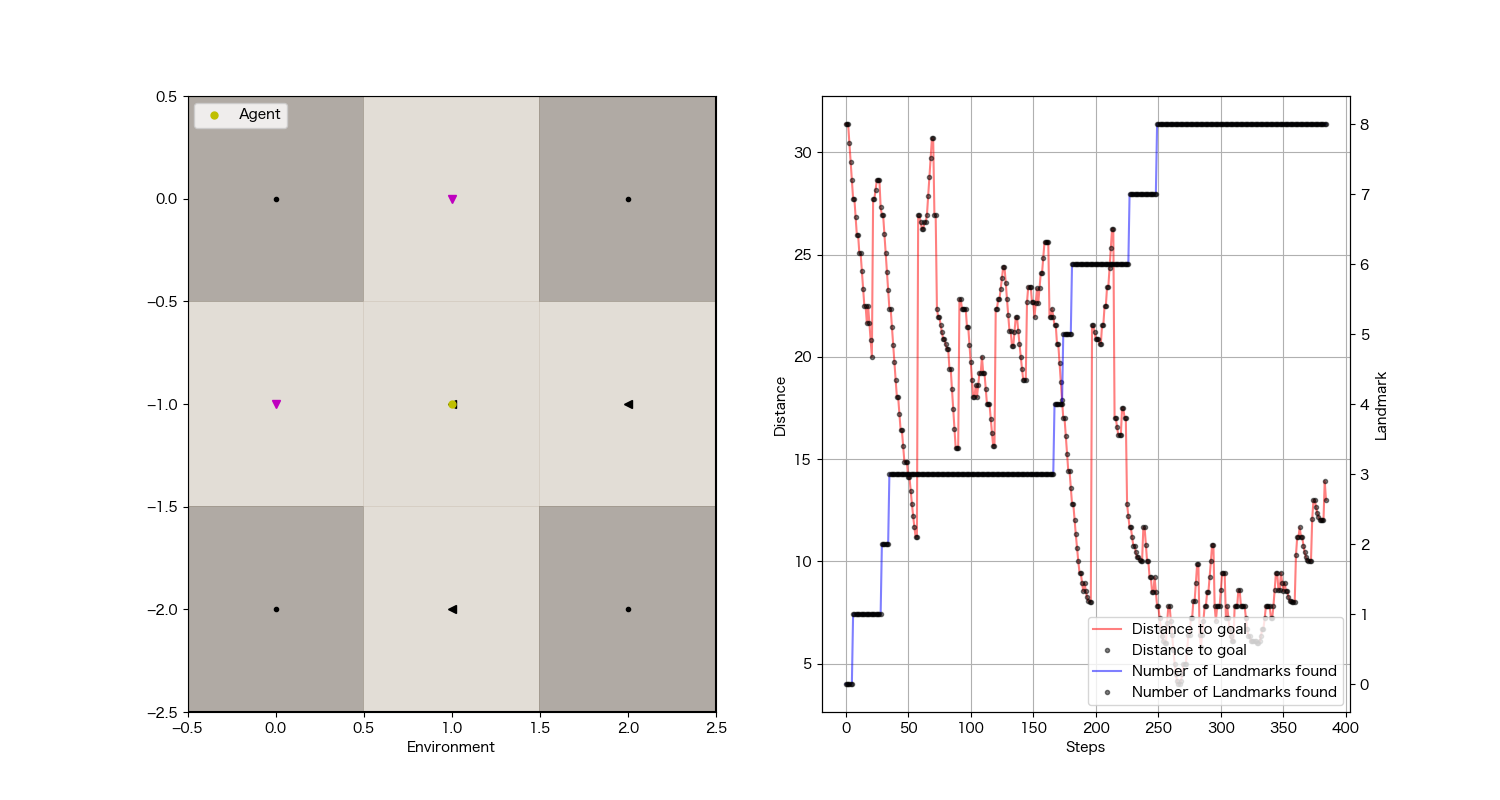 Agent
0.5
0.0
−0.5
−1.0
−1.5
−2.0
−2.5
−0.5 0.0 0.5 1.0 1.5 2.0 2.5
Environment
30
25
20
15
10
5
Distance
0 50 100 150 200 250 300 350 400
Steps
8
7
6
5
4
3
2
1
0
Landmark
Distance to goal
Distance to goal
Number of Landmarks found
Number of Landmarks found